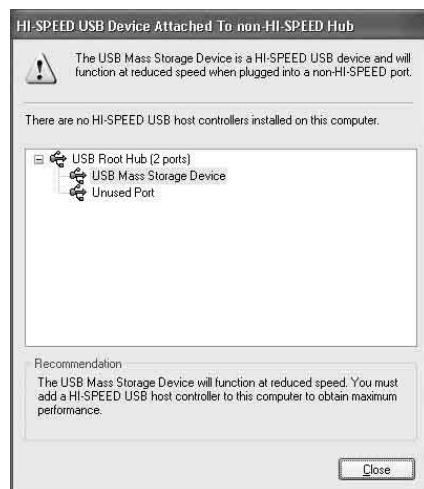 HI-SPEED USB Device Attached To non-HI-SPEED Hub
The USB Mass Storage Device is a HI-SPEED USB device and will
function at reduced speed when plugged into a non-HI-SPEED port.
There are no HI-SPEED USB host controllers installed on this computer.
USB Root Hub (2 ports)
USB Mass Storage Device
Unused Port
Recommendation
The USB Mass Storage Device will function at reduced speed. You must
add a HI-SPEED USB host controller to this computer to obtain maximum
performance.
Close